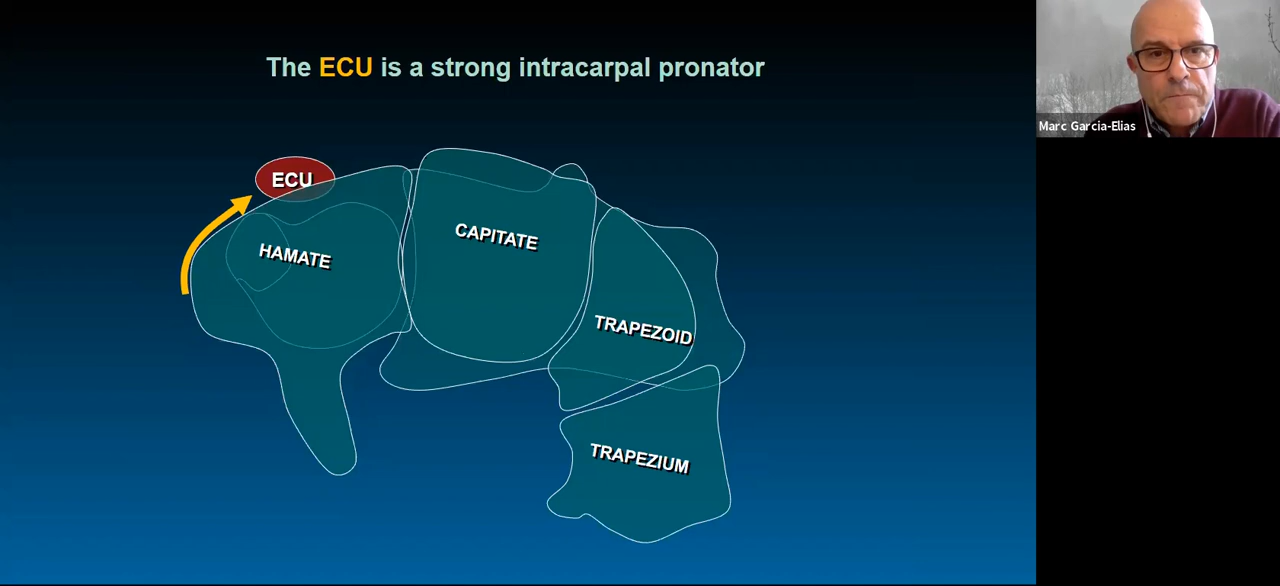 The ECU is a strong intracarpal pronator
Marc Garcia-Elias
ECU
CAPITATE
HAMATE
TRAPEZOID
TRAPEZIUM